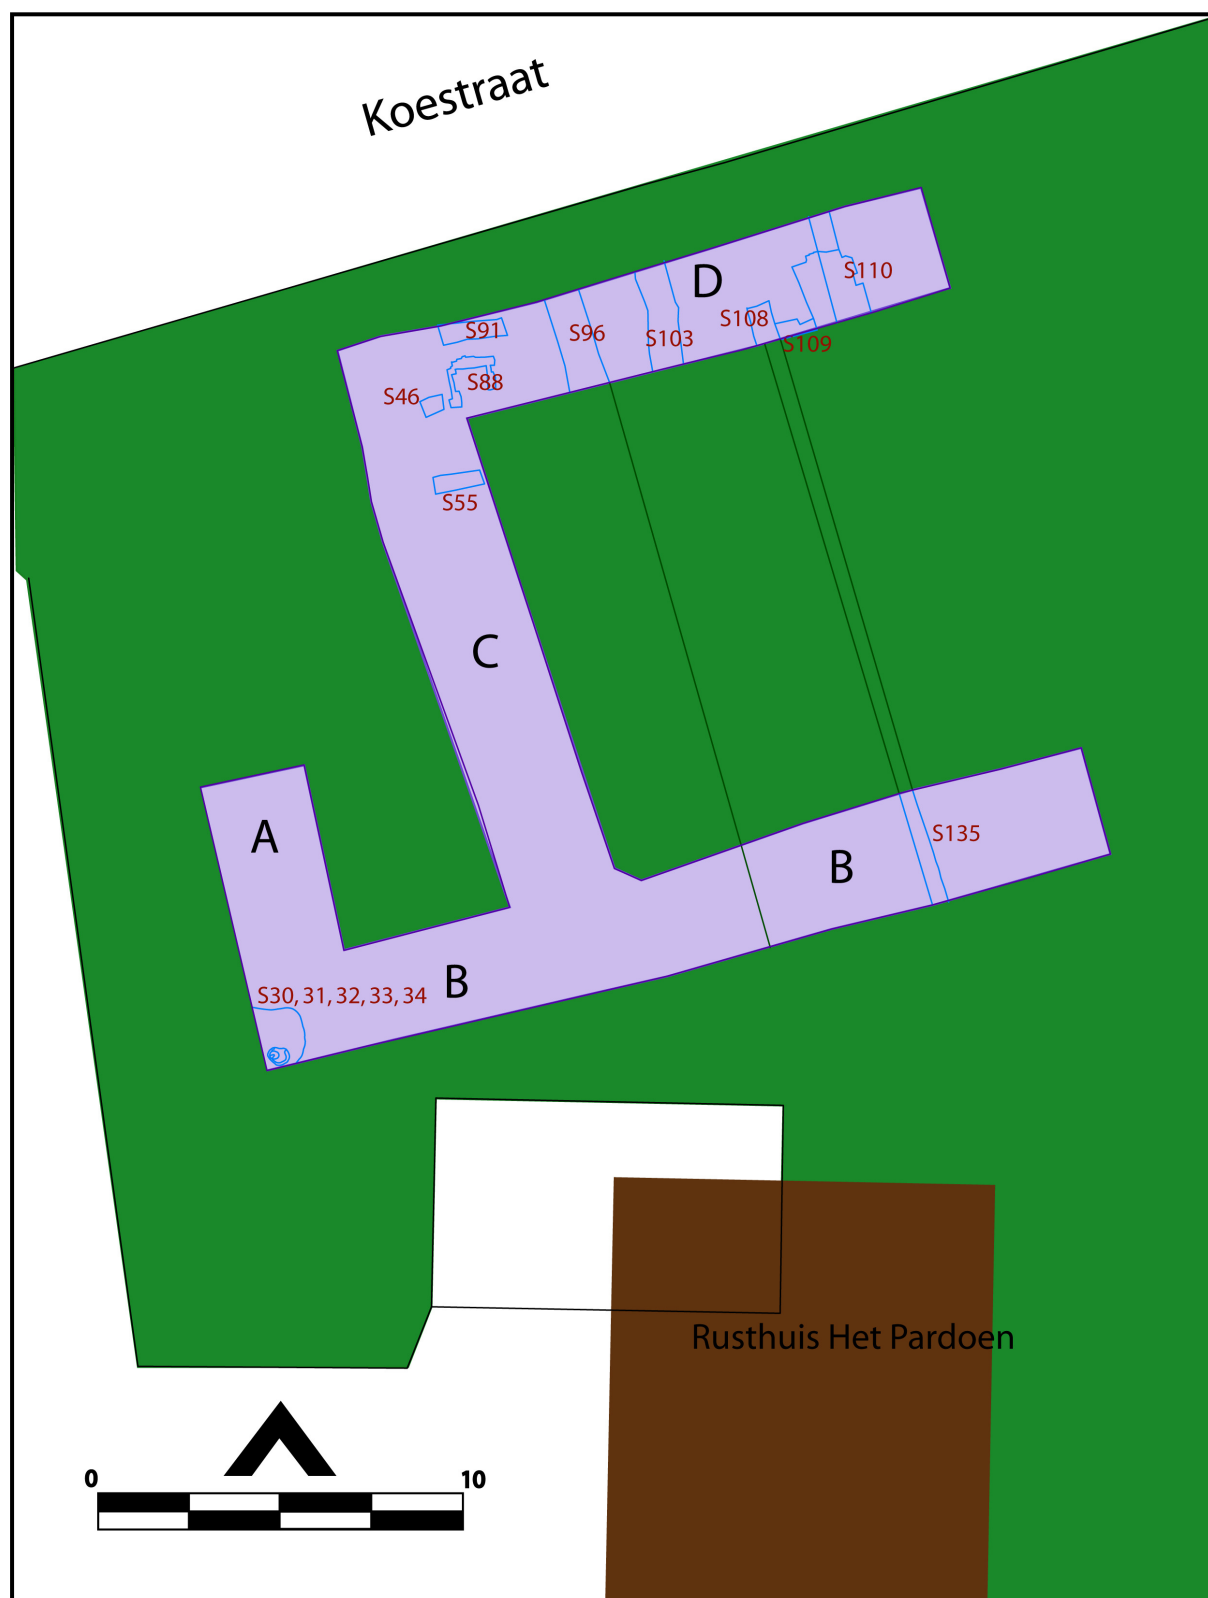 Koestraat
D
S110
S91
S96
S103
S108
S109
S88
S46
S55
C
A
S135
B
B
S30, 31, 32, 33, 34
Rusthuis Het Pardoen
0
10